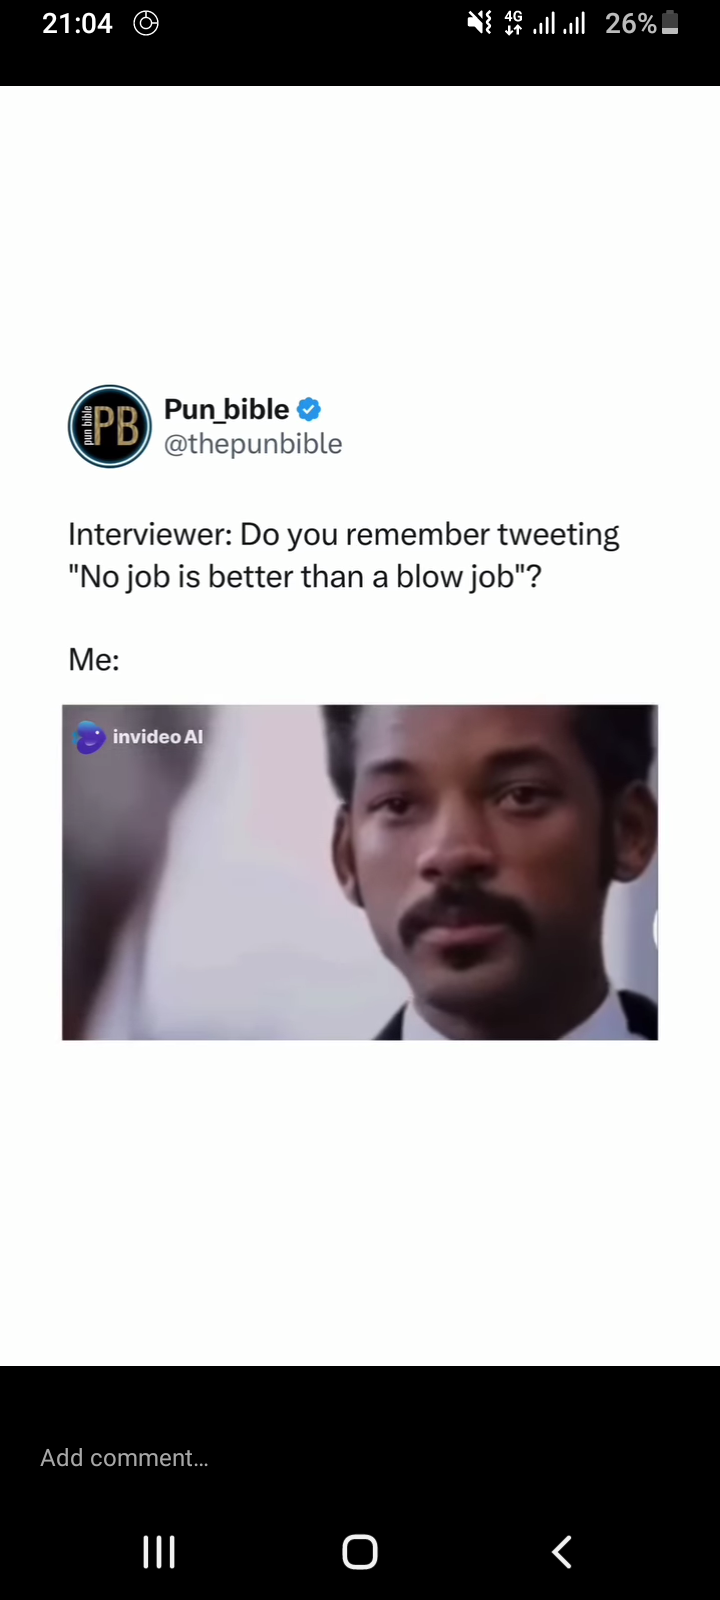 21:04
4G
26%
pun bible PB
Pun_bible
@thepunbible
Interviewer: Do you remember tweeting
"No job is better than a blow job"?
Me:
invideo AI
Add comment...